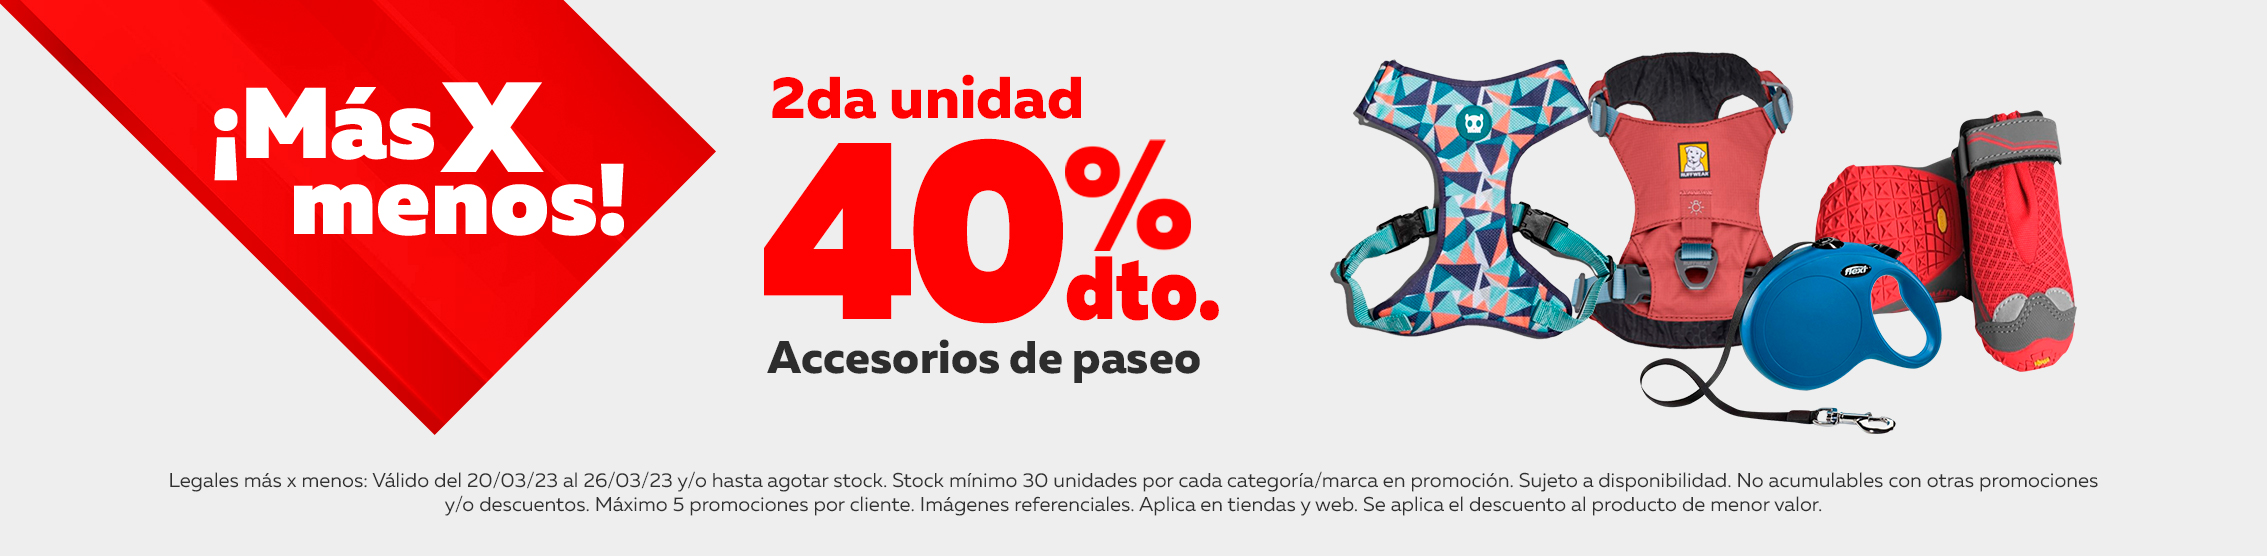 ¡Más X
menos!
2da unidad
40%
dto.
Accesorios de paseo
RUFFWEAR
flexi
Legales más x menos: Válido del 20/03/23 al 26/03/23 y/o hasta agotar stock. Stock mínimo 30 unidades por cada categoría/marca en promoción. Sujeto a disponibilidad. No acumulables con otras promociones
y/o descuentos. Máximo 5 promociones por cliente. Imágenes referenciales. Aplica en tiendas y web. Se aplica el descuento al producto de menor valor.